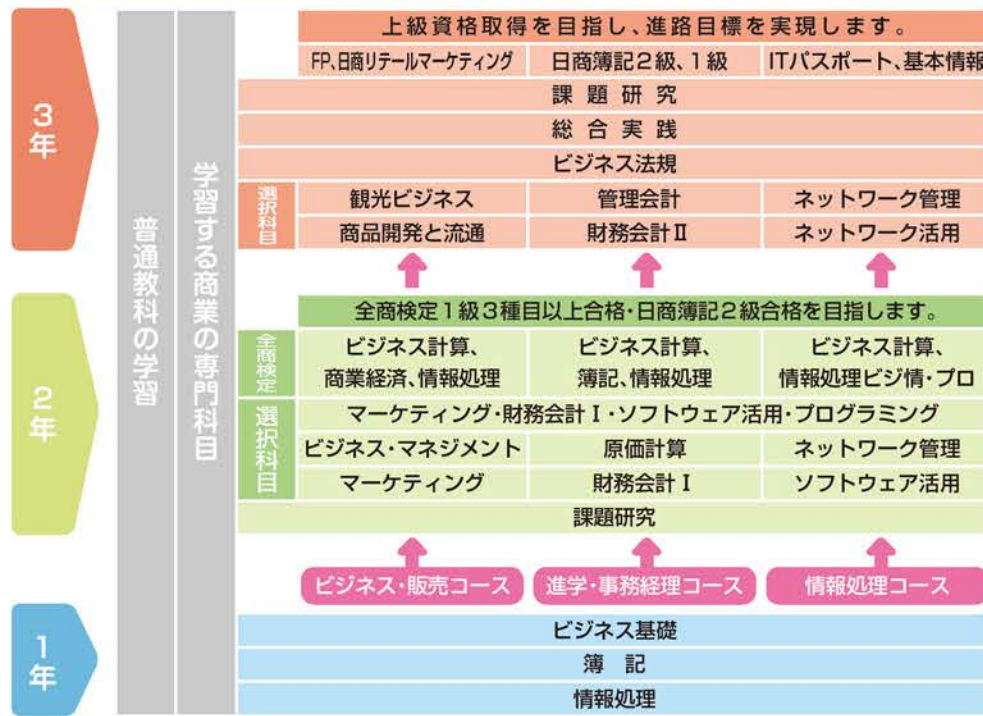 3年
普通教科の学習
学習する商業の専門科目
上級資格取得を目指し、進路目標を実現します。
FP、日商リテールマーケティング
日商簿記2級、1級
ITパスポート、基本情報
課題研究
総合実践
ビジネス法規
選択科目
観光ビジネス
管理会計
ネットワーク管理
商品開発と流通
財務会計Ⅱ
ネットワーク活用
2年
全商検定1級3種目以上合格・日商簿記2級合格を目指します。
全商検定
ビジネス計算、
商業経済、情報処理
ビジネス計算、
簿記、情報処理
ビジネス計算、
情報処理ビジ情・プロ
選択科目
マーケティング・財務会計Ⅰ・ソフトウェア活用・プログラミング
ビジネス・マネジメント
原価計算
ネットワーク管理
マーケティング
財務会計Ⅰ
ソフトウェア活用
課題研究
ビジネス・販売コース
進学・事務経理コース
情報処理コース
1年
ビジネス基礎
簿記
情報処理